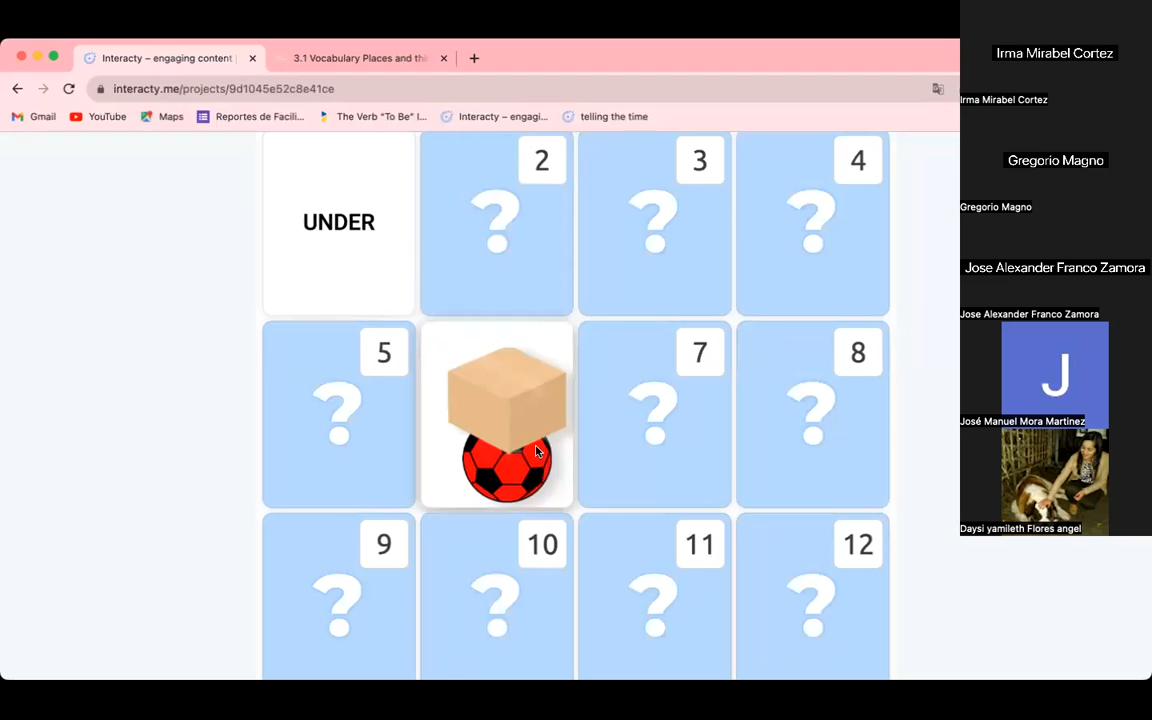 Interacty – engaging content
3.1 Vocabulary Places and thi
interacty.me/projects/9d1045e52c8e41ce
Gmail
YouTube
Maps
Reportes de Facili...
The Verb "To Be" I...
Interacty – engagi...
telling the time
UNDER
2
3
4
?
?
?
5
7
8
?
?
?
9
10
11
12
?
?
?
?
Irma Mirabel Cortez
Irma Mirabel Cortez
Gregorio Magno
Gregorio Magno
Jose Alexander Franco Zamora
Jose Alexander Franco Zamora
J
José Manuel Mora Martinez
Daysi yamileth Flores angel